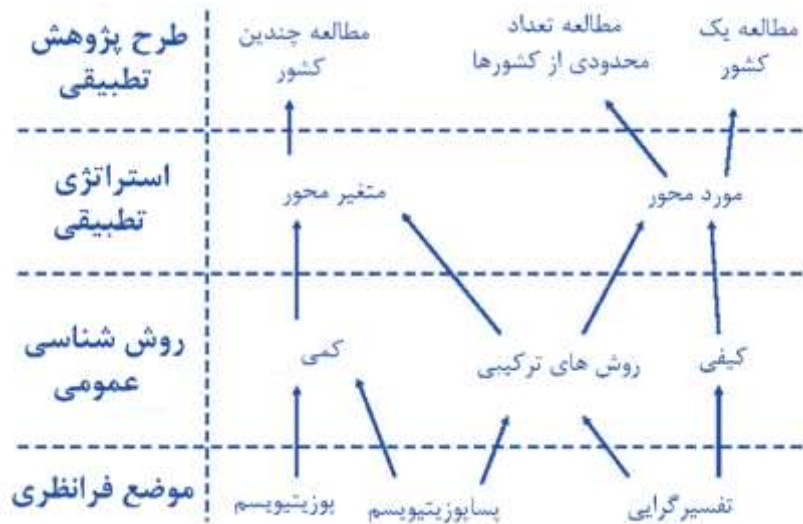 طرح پژوهش
تطبیقی
مطالعه چندین
کشور
مطالعه تعداد
محدودی از کشورها
مطالعه یک
کشور
استراتژی
تطبیقی
متغیر محور
مورد محور
روش شناسی
عمومی
کمی
روش های ترکیبی
کیفی
موضع فرانظری
پوزیتیویسم
پساپوزیتیویسم
تفسیرگرایی